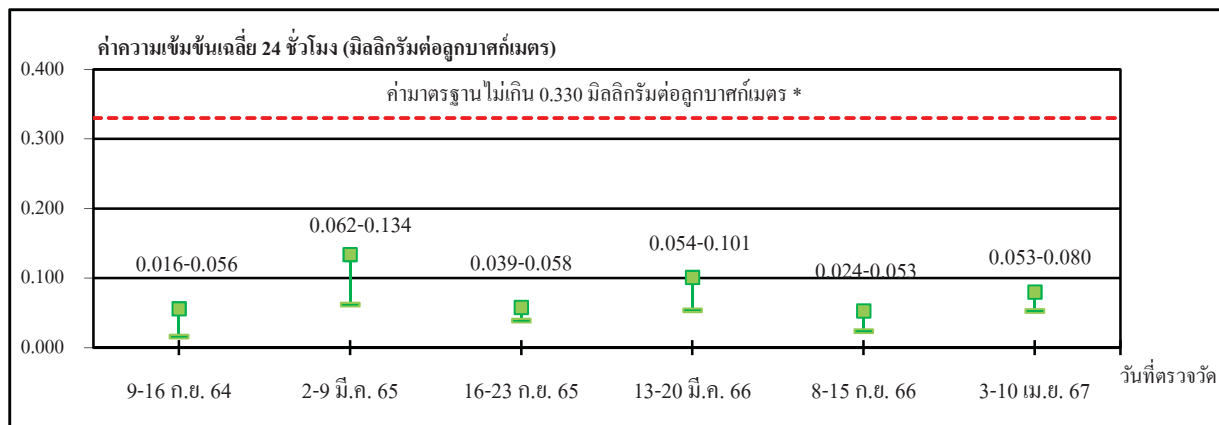 ค่าความเข้มข้นเฉลี่ย 24 ชั่วโมง (มิลลิกรัมต่อลูกบาศก์เมตร)
0.400
ค่ามาตรฐานไม่เกิน 0.330 มิลลิกรัมต่อลูกบาศก์เมตร *
0.300
0.200
0.062-0.134
0.054-0.101
0.016-0.056
0.039-0.058
0.024-0.053
0.053-0.080
0.100
0.000
9-16 ก.ย. 64
2-9 มี.ค. 65
16-23 ก.ย. 65
13-20 มี.ค. 66
8-15 ก.ย. 66
3-10 เม.ย. 67
วันที่ตรวจวัด